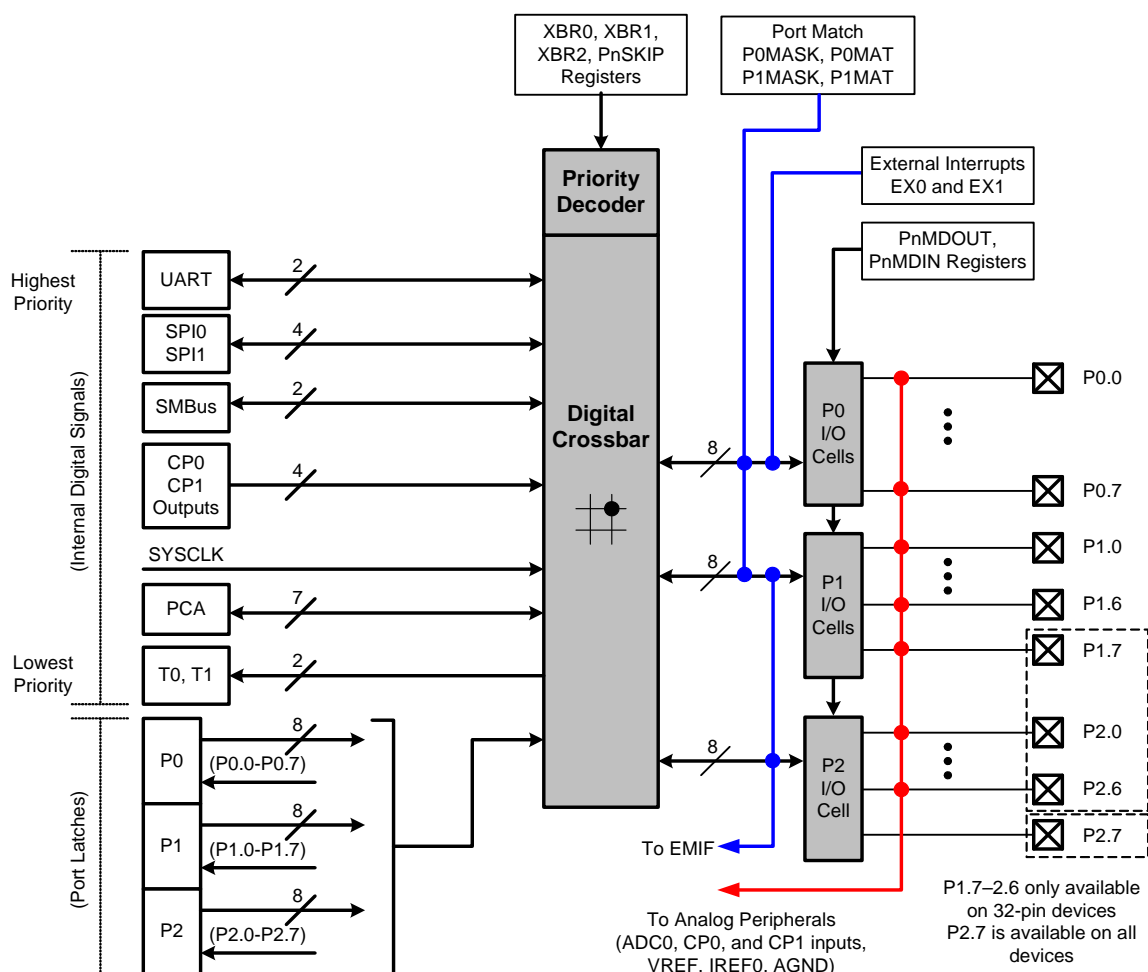 XBR0, XBR1,
XBR2, PnSKIP
Registers
Port Match
P0MASK, P0MAT
P1MASK, P1MAT
External Interrupts
EX0 and EX1
Priority
Decoder
PnMDOUT,
PnMDIN Registers
Highest
Priority
UART
2
SPI0
SPI1
4
SMBus
2
(Internal Digital Signals)
Digital
Crossbar
CP0
CP1
Outputs
4
SYSCLK
PCA
7
Lowest
Priority
T0, T1
2
8
P0
I/O
Cells
P0.0
P0.7
8
P1
I/O
Cells
P1.0
P1.6
P1.7
8
P2
I/O
Cell
P2.0
P2.6
P2.7
(Port Latches)
P0
8
(P0.0-P0.7)
P1
8
(P1.0-P1.7)
P2
8
(P2.0-P2.7)
To EMIF
To Analog Peripherals
(ADC0, CP0, and CP1 inputs,
VREF, IREF0, AGND)
P1.7–2.6 only available
on 32-pin devices
P2.7 is available on all
devices